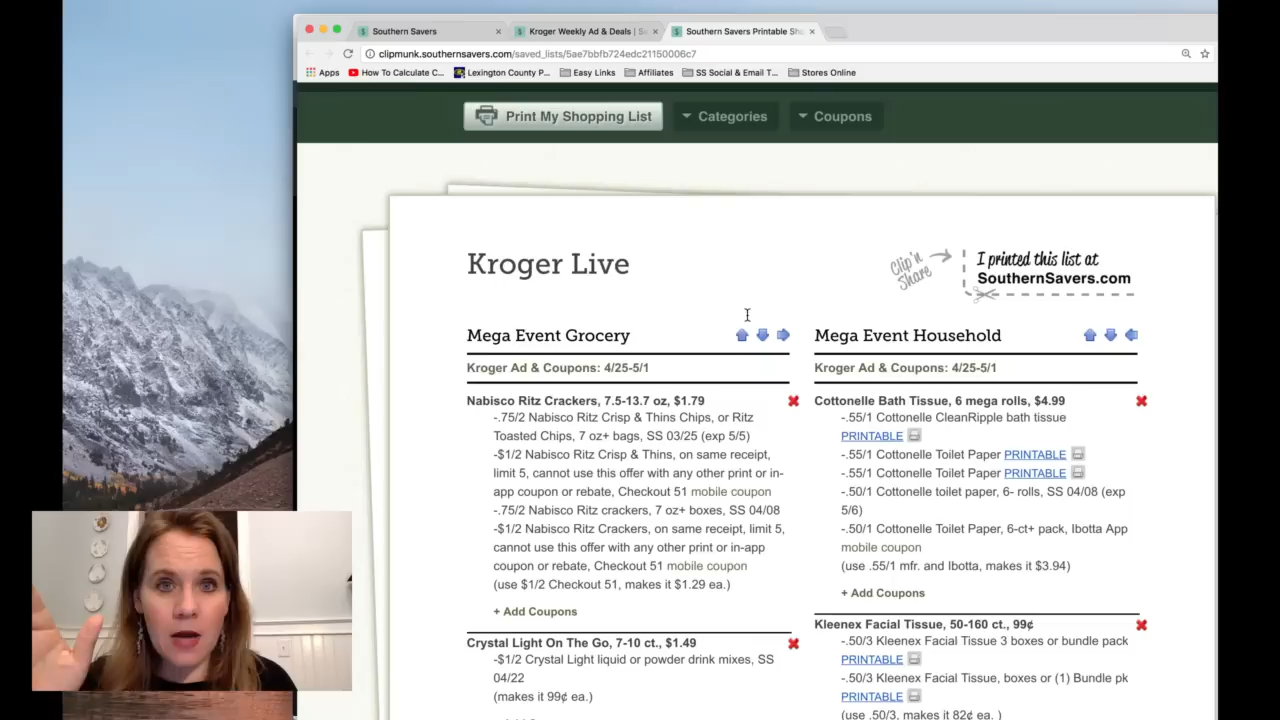 Southern Savers
Kroger Weekly Ad & Deals | S
Southern Savers Printable Sh
clipmunk.southernsavers.com/saved_lists/5ae7bbfb724edc21150006c7
Apps
How To Calculate C...
Lexington County P...
Easy Links
Affiliates
SS Social & Email T...
Stores Online
Print My Shopping List
Categories
Coupons
Kroger Live
Clip'n Share
I printed this list at
SouthernSavers.com
Mega Event Grocery
Kroger Ad & Coupons: 4/25-5/1
Nabisco Ritz Crackers, 7.5-13.7 oz, $1.79
-.75/2 Nabisco Ritz Crisp & Thins Chips, or Ritz
Toasted Chips, 7 oz+ bags, SS 03/25 (exp 5/5)
-$1/2 Nabisco Ritz Crisp & Thins, on same receipt,
limit 5, cannot use this offer with any other print or in-
app coupon or rebate, Checkout 51 mobile coupon
-.75/2 Nabisco Ritz crackers, 7 oz+ boxes, SS 04/08
-$1/2 Nabisco Ritz Crackers, on same receipt, limit 5,
cannot use this offer with any other print or in-app
coupon or rebate, Checkout 51 mobile coupon
(use $1/2 Checkout 51, makes it $1.29 ea.)
+ Add Coupons
Crystal Light On The Go, 7-10 ct., $1.49
-$1/2 Crystal Light liquid or powder drink mixes, SS
04/22
(makes it 99¢ ea.)
Mega Event Household
Kroger Ad & Coupons: 4/25-5/1
Cottonelle Bath Tissue, 6 mega rolls, $4.99
-.55/1 Cottonelle CleanRipple bath tissue
PRINTABLE
-.55/1 Cottonelle Toilet Paper PRINTABLE
-.55/1 Cottonelle Toilet Paper PRINTABLE
-.50/1 Cottonelle toilet paper, 6- rolls, SS 04/08 (exp
5/6)
-.50/1 Cottonelle Toilet Paper, 6-ct+ pack, Ibotta App
mobile coupon
(use .55/1 mfr. and Ibotta, makes it $3.94)
+ Add Coupons
Kleenex Facial Tissue, 50-160 ct., 99¢
-.50/3 Kleenex Facial Tissue 3 boxes or bundle pack
PRINTABLE
-.50/3 Kleenex Facial Tissue, boxes or (1) Bundle pk
PRINTABLE
(use .50/3, makes it 82¢ ea. )